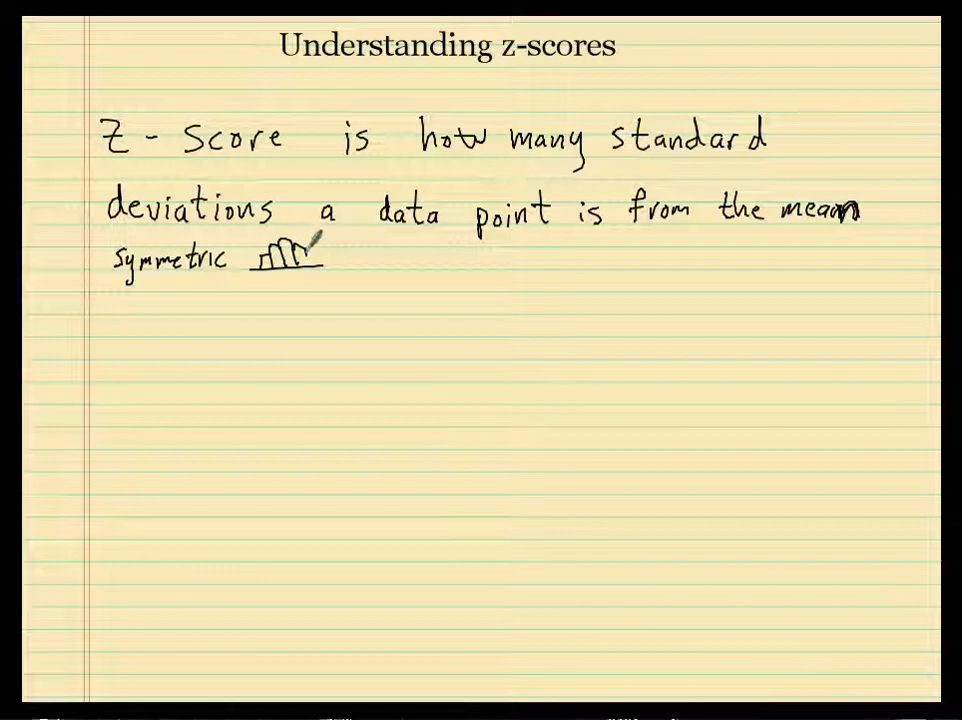 Understanding z-scores
Z - Score is how many standard
deviations a data point is from the mean
symmetric